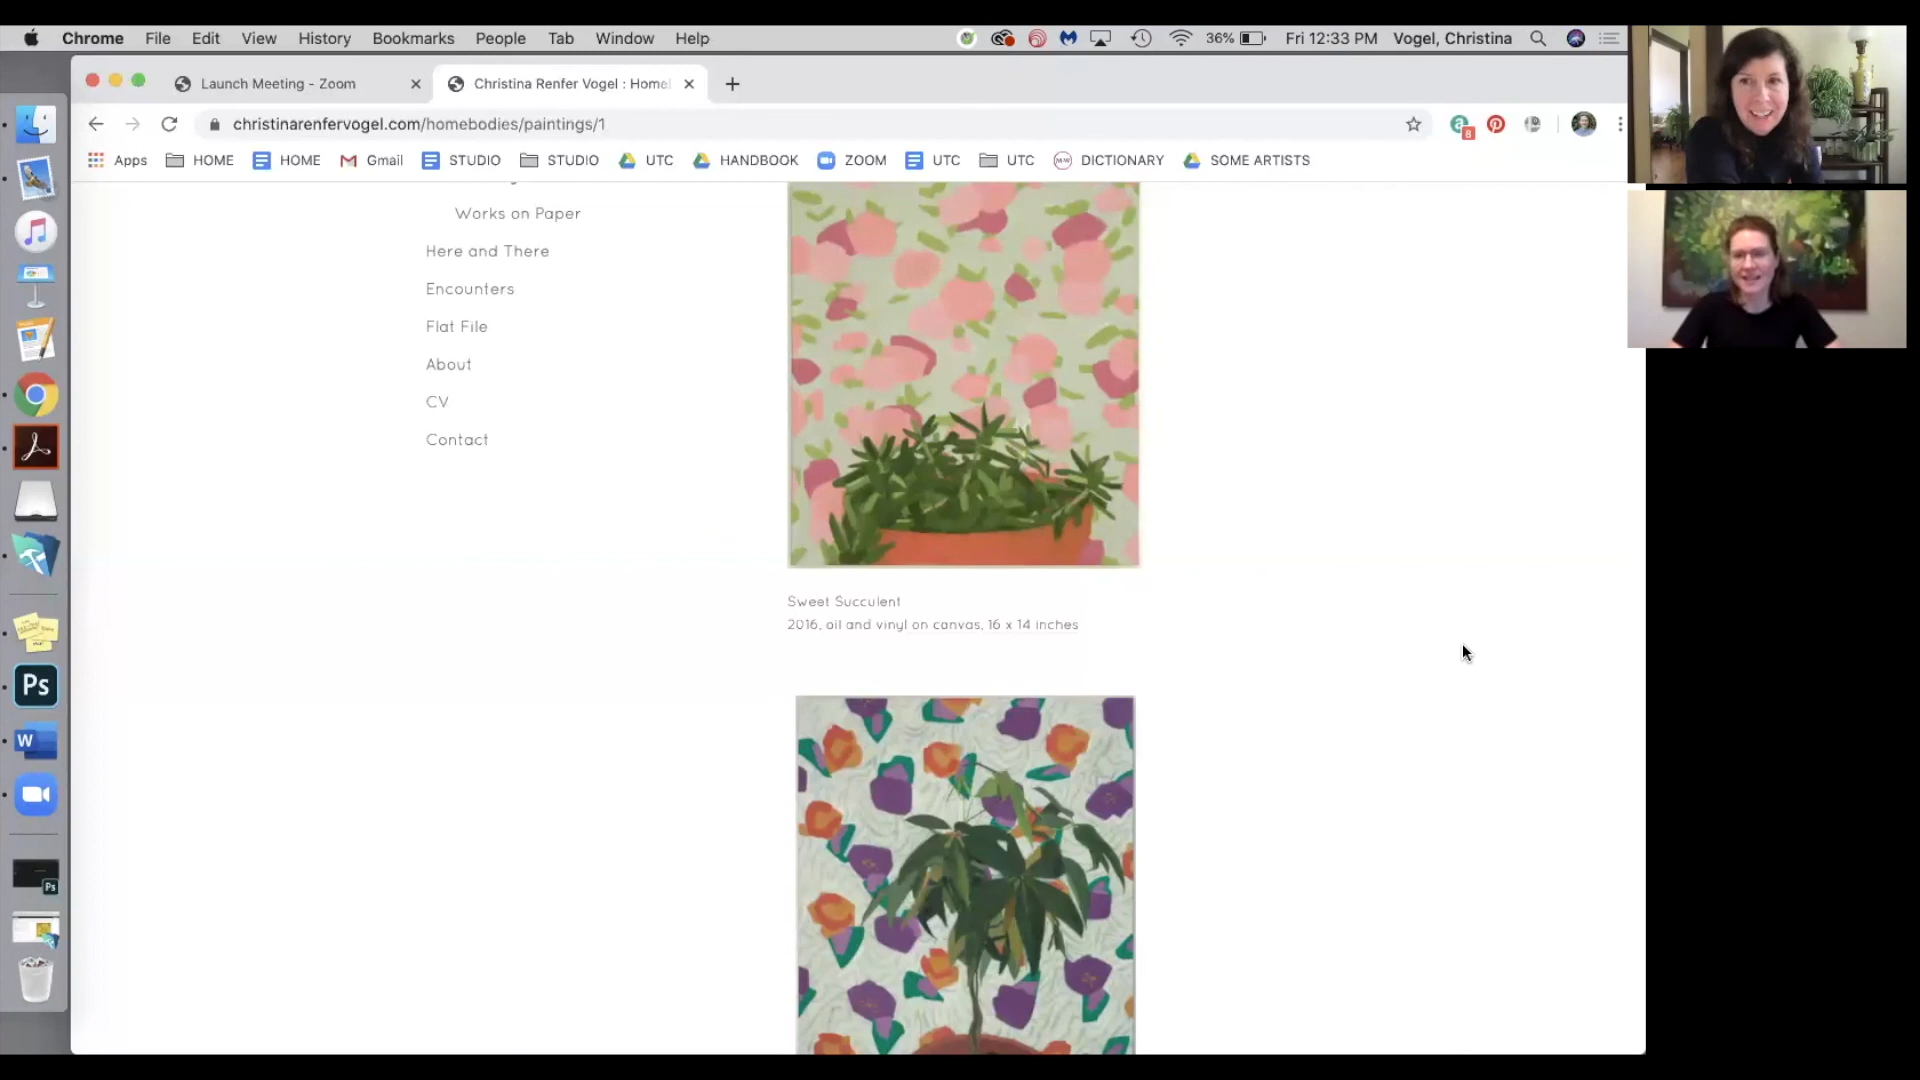 Chrome File Edit View History Bookmarks People Tab Window Help 36% Fri 12:33 PM Vogel, Christina
Launch Meeting - Zoom
Christina Renfer Vogel : Home
christinarenfervogel.com/homebodies/paintings/1
8
Apps HOME HOME Gmail STUDIO STUDIO UTC HANDBOOK ZOOM UTC UTC DICTIONARY SOME ARTISTS
Works on Paper
Here and There
Encounters
Flat File
About
CV
Contact
Sweet Succulent
2016, oil and vinyl on canvas, 16 x 14 inches
Ps
W
Ps